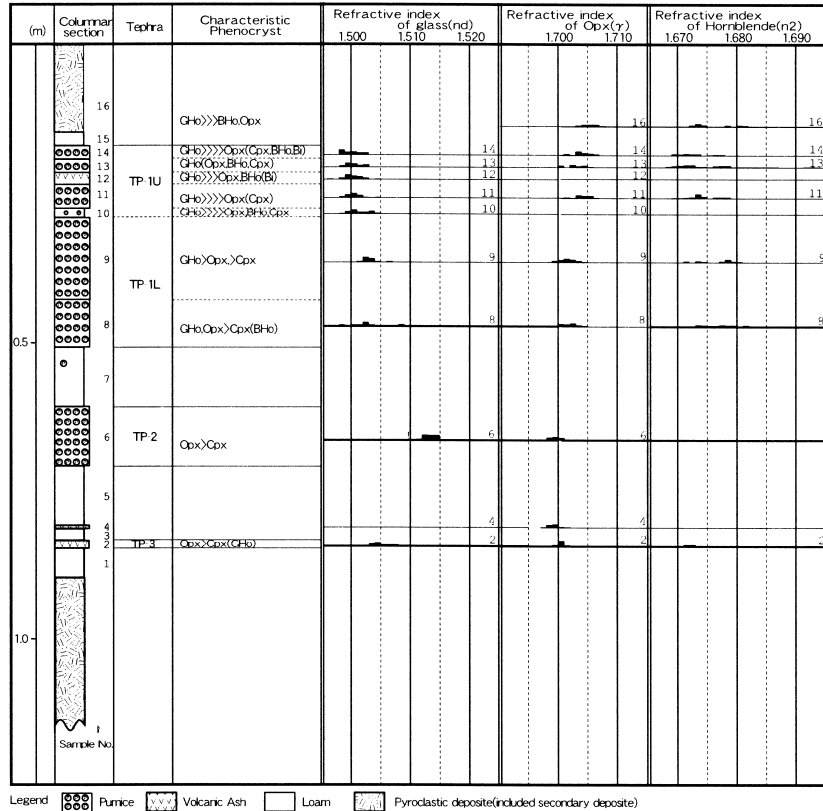 (m) Columnar section Tephra Characteristic Phenocryst Refractive index of glass(nd) Refractive index of Opx(γ) Refractive index of Hornblende(n2)
1.500 1.510 1.520 1.700 1.710 1.670 1.680 1.690
16 GHo>>>BHo,Opx 16 16
15
14 GHo>>>>Opx(Cpx,BHo,Bi) 14 14 14
13 GHo(Opx,BHo,Cpx) 13 13 13
12 GHo>>>Opx,BHo(Bi) 12 12
TP-1U
11 GHo>>>>Opx(Cpx) 11 11 11
10 GHo>>>>Opx,BHo,Cpx 10 10
9 GHo>Opx,>Cpx 9 9 9
TP-1L
8 GHo,Opx>Cpx(BHo) 8 8 8
0.5
7
6 TP-2 Opx>Cpx 6 6
5
4 4 4
3
2 TP-3 Opx>Cpx(GHo) 2 2 2
1
1.0
Sample No.
Legend Pumice Volcanic Ash Loam Pyroclastic deposite(included secondary deposite)